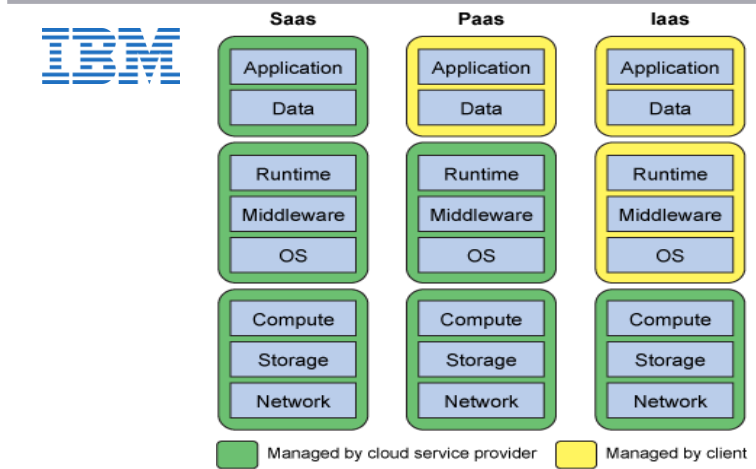 Saas Paas Iaas
IBM
Application Application Application
Data Data Data
Runtime Runtime Runtime
Middleware Middleware Middleware
OS OS OS
Compute Compute Compute
Storage Storage Storage
Network Network Network
Managed by cloud service provider Managed by client